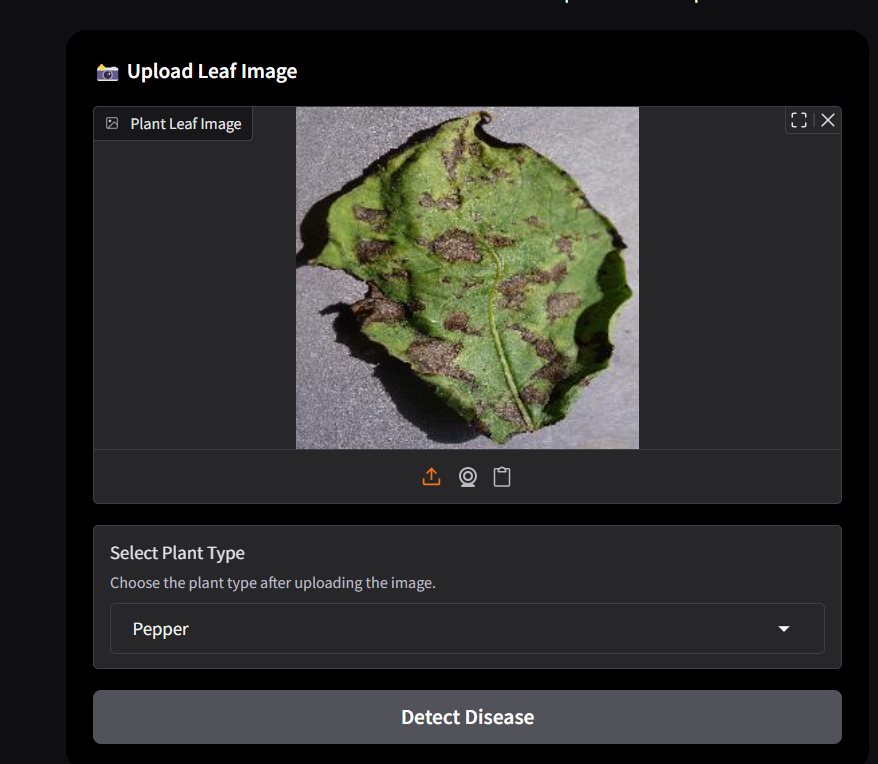 Upload Leaf Image
Plant Leaf Image
Select Plant Type
Choose the plant type after uploading the image.
Pepper
Detect Disease